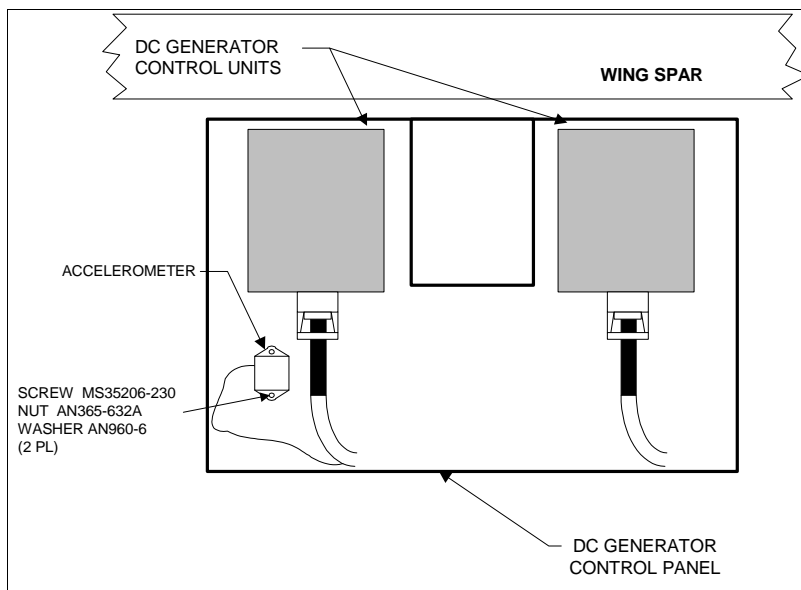 DC GENERATOR
CONTROL UNITS
WING SPAR
ACCELEROMETER
SCREW  MS35206-230
NUT  AN365-632A
WASHER AN960-6
(2 PL)
DC GENERATOR
CONTROL PANEL